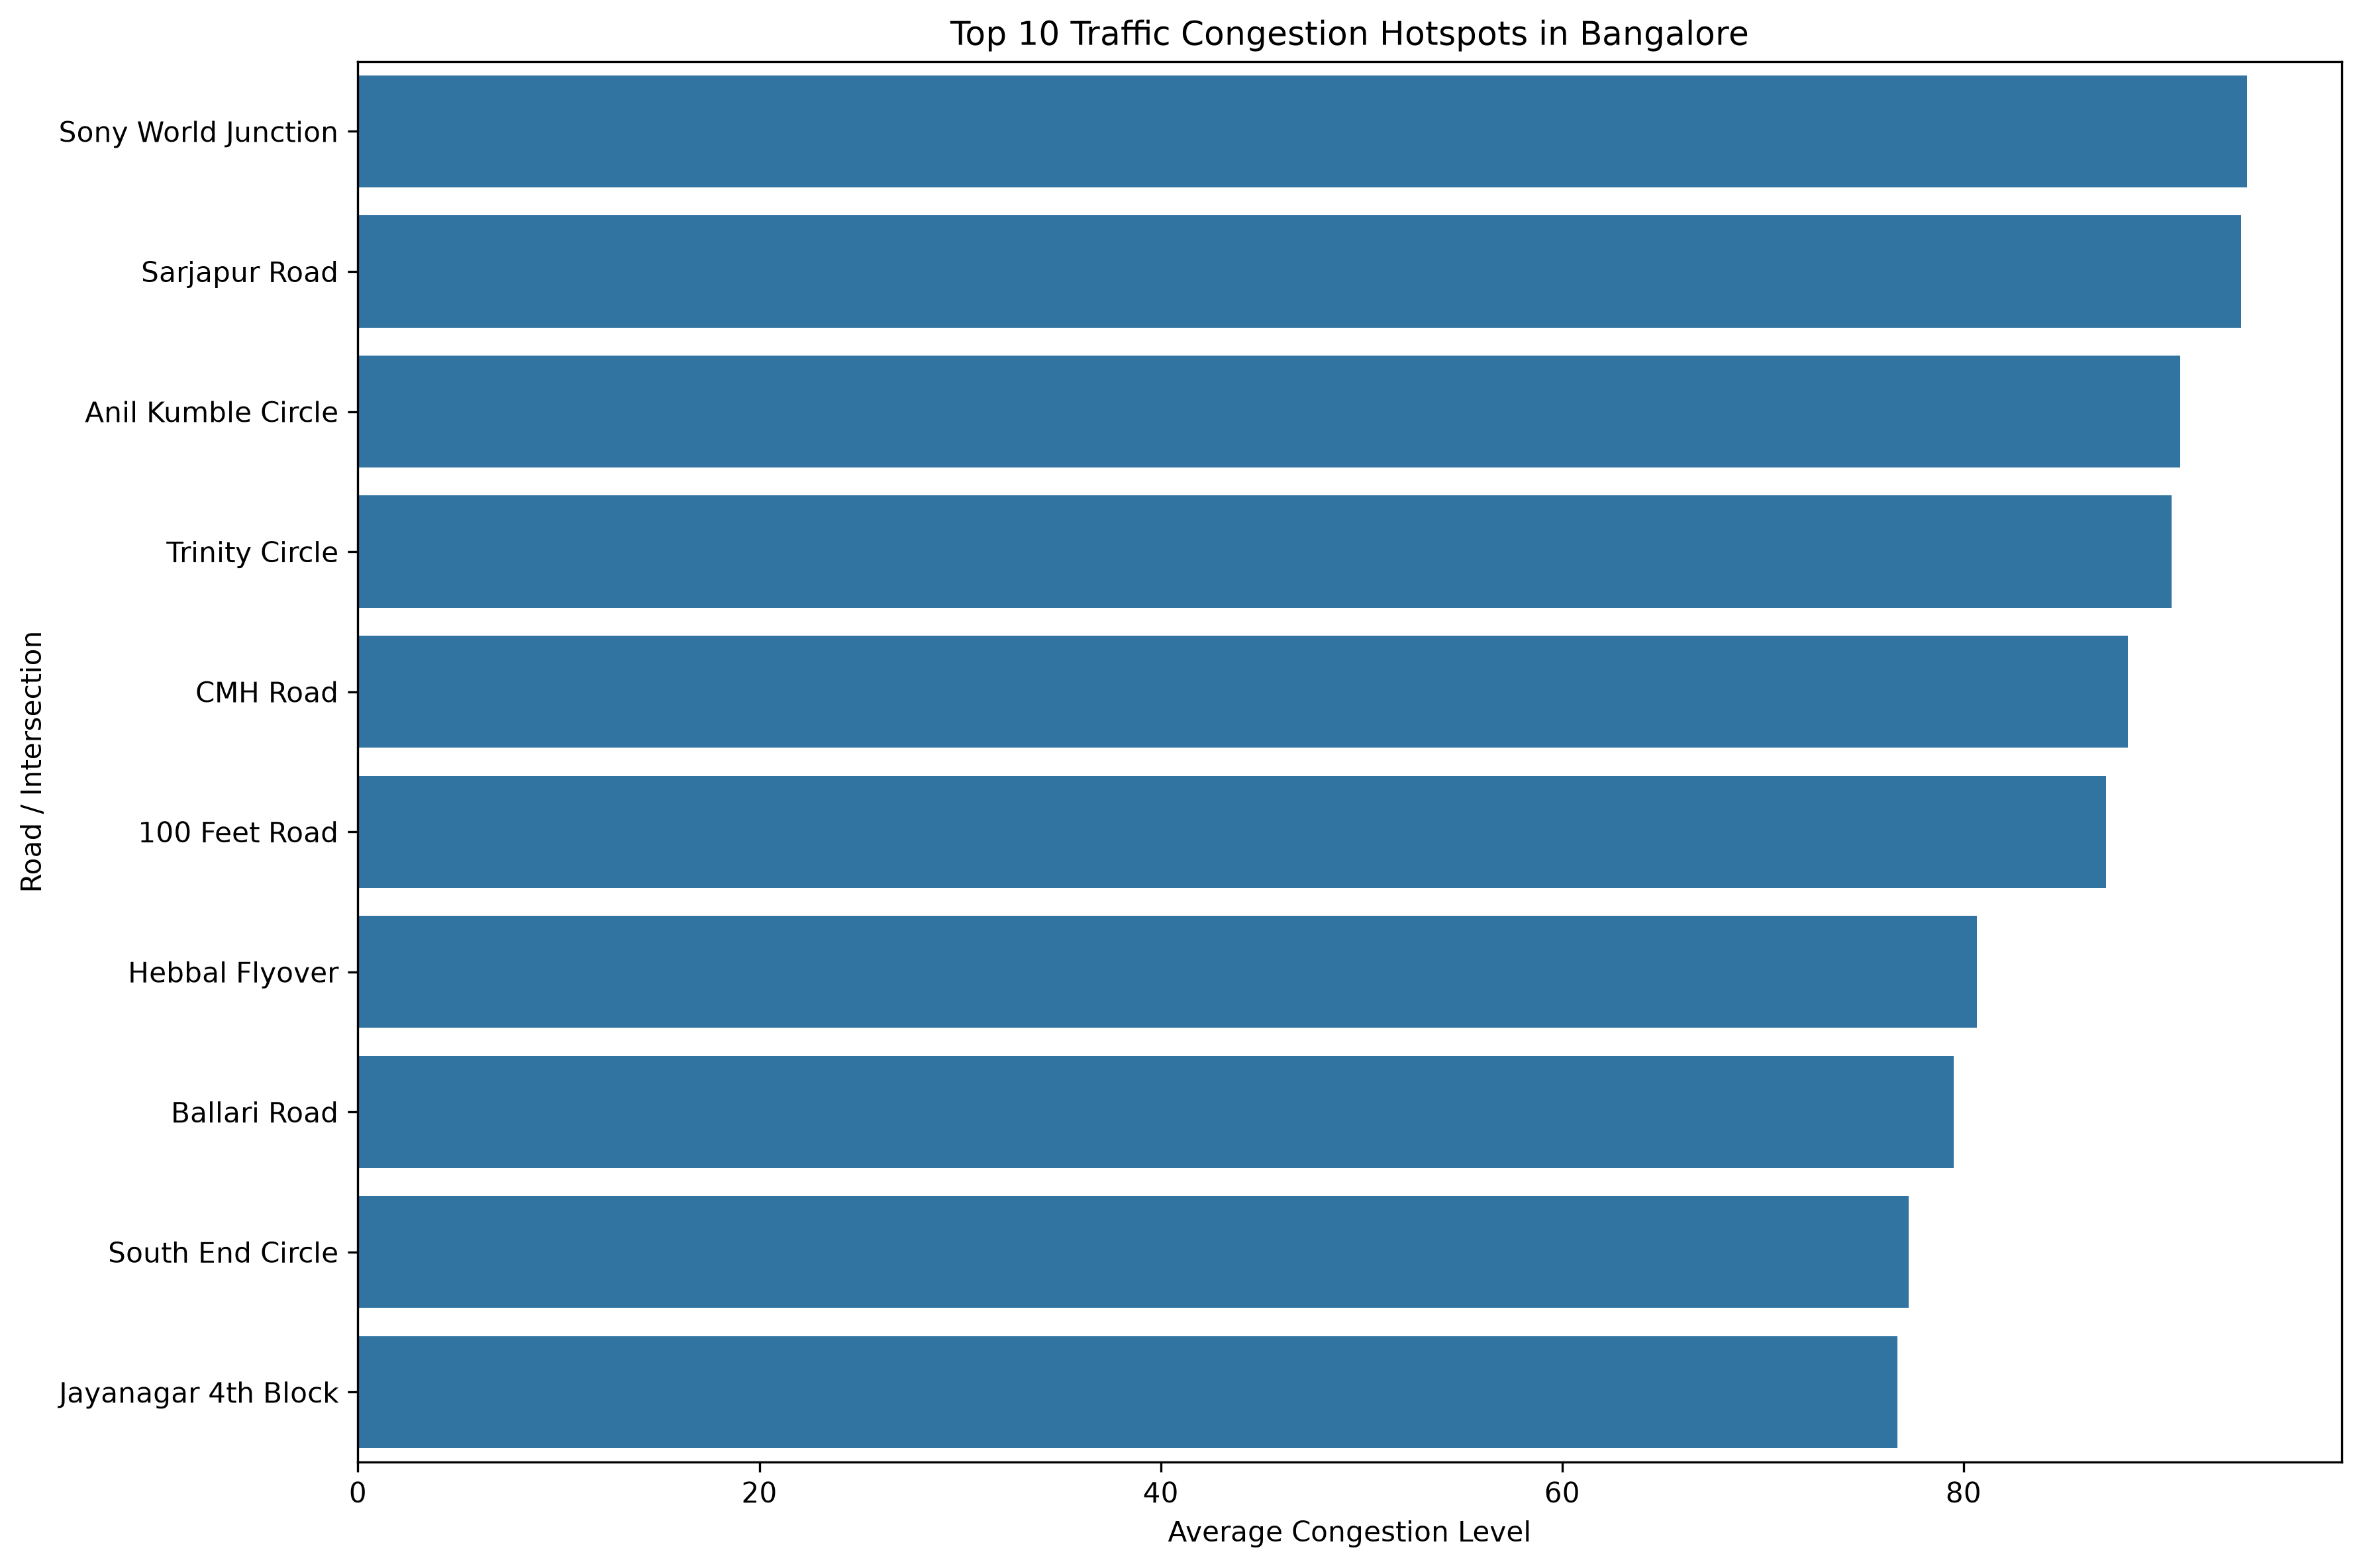 Top 10 Traffic Congestion Hotspots in Bangalore
Road / Intersection
Sony World Junction
Sarjapur Road
Anil Kumble Circle
Trinity Circle
CMH Road
100 Feet Road
Hebbal Flyover
Ballari Road
South End Circle
Jayanagar 4th Block
0 20 40 60 80
Average Congestion Level